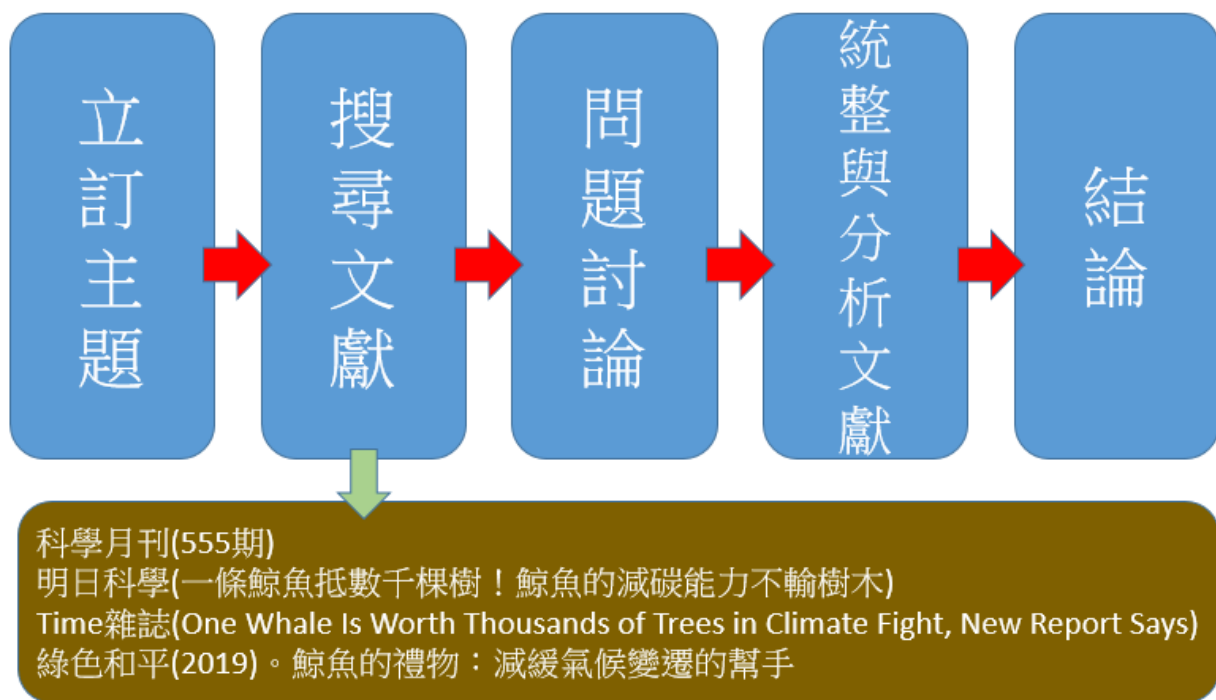 立訂主題
搜尋文獻
問題討論
統整與分析文獻
結論
科學月刊(555期)
明日科學(一條鯨魚抵數千棵樹！鯨魚的減碳能力不輸樹木)
Time雜誌(One Whale Is Worth Thousands of Trees in Climate Fight, New Report Says)
綠色和平(2019)。鯨魚的禮物：減緩氣候變遷的幫手